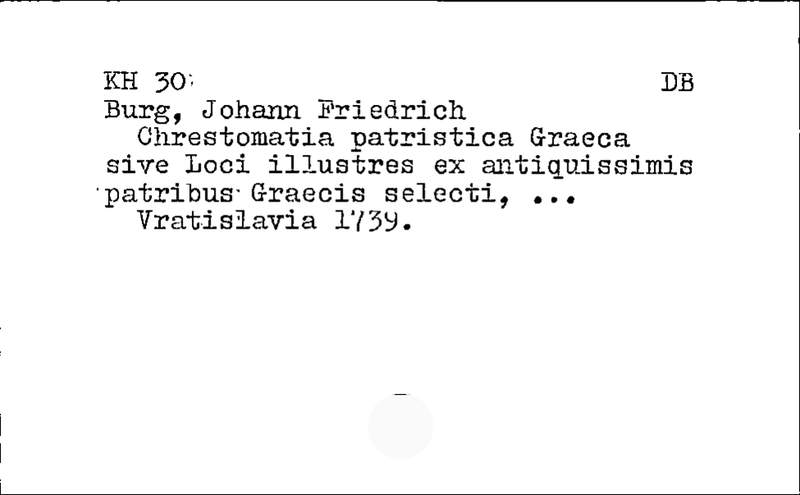 KH 30 DB
Burg, Johann Friedrich
Chrestomatia patristica Graeca
sive Loci illustres ex antiquissimis
patribus Graecis selecti, ...
Vratislavia 1739.